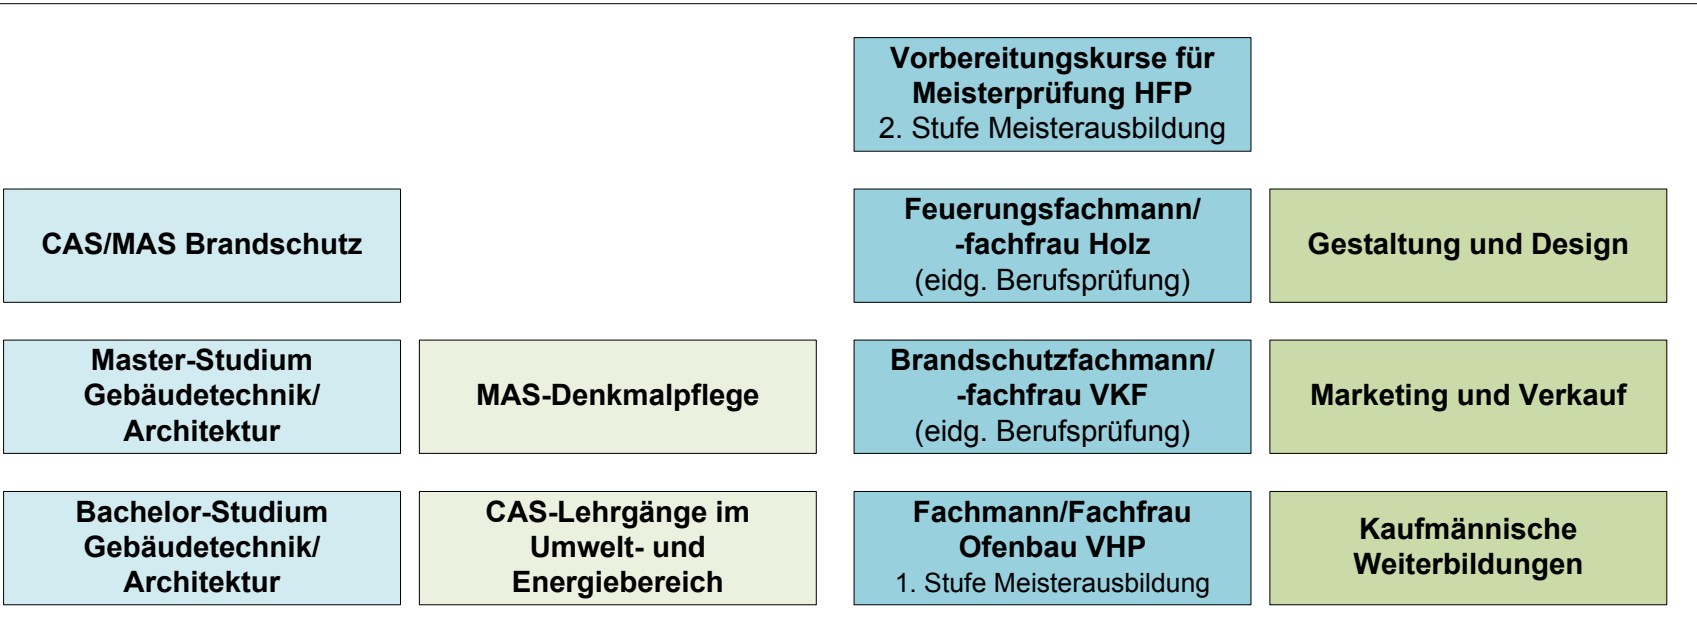 Vorbereitungskurse für
Meisterprüfung HFP
2. Stufe Meisterausbildung
CAS/MAS Brandschutz
Feuerungsfachmann/
-fachfrau Holz
(eidg. Berufsprüfung)
Gestaltung und Design
Master-Studium
Gebäudetechnik/
Architektur
MAS-Denkmalpflege
Brandschutzfachmann/
-fachfrau VKF
(eidg. Berufsprüfung)
Marketing und Verkauf
Bachelor-Studium
Gebäudetechnik/
Architektur
CAS-Lehrgänge im
Umwelt- und
Energiebereich
Fachmann/Fachfrau
Ofenbau VHP
1. Stufe Meisterausbildung
Kaufmännische
Weiterbildungen